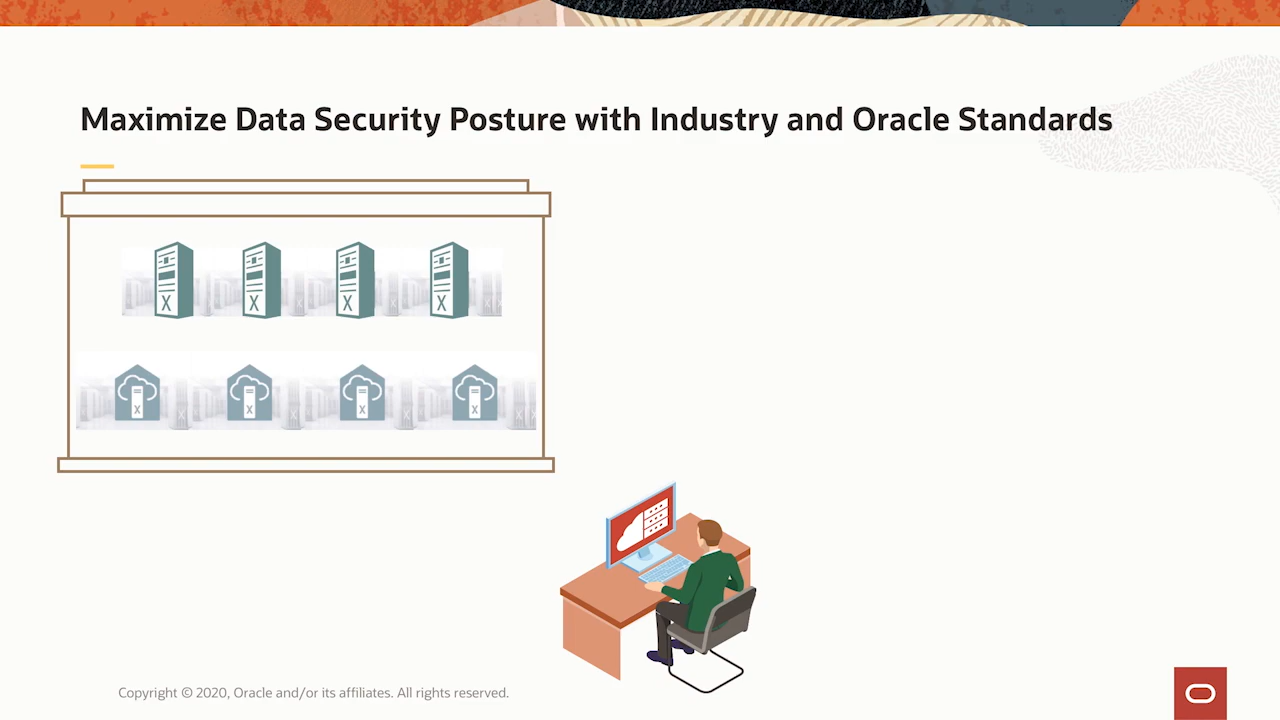 Maximize Data Security Posture with Industry and Oracle Standards
X X X X
X X X X
Copyright © 2020, Oracle and/or its affiliates. All rights reserved.